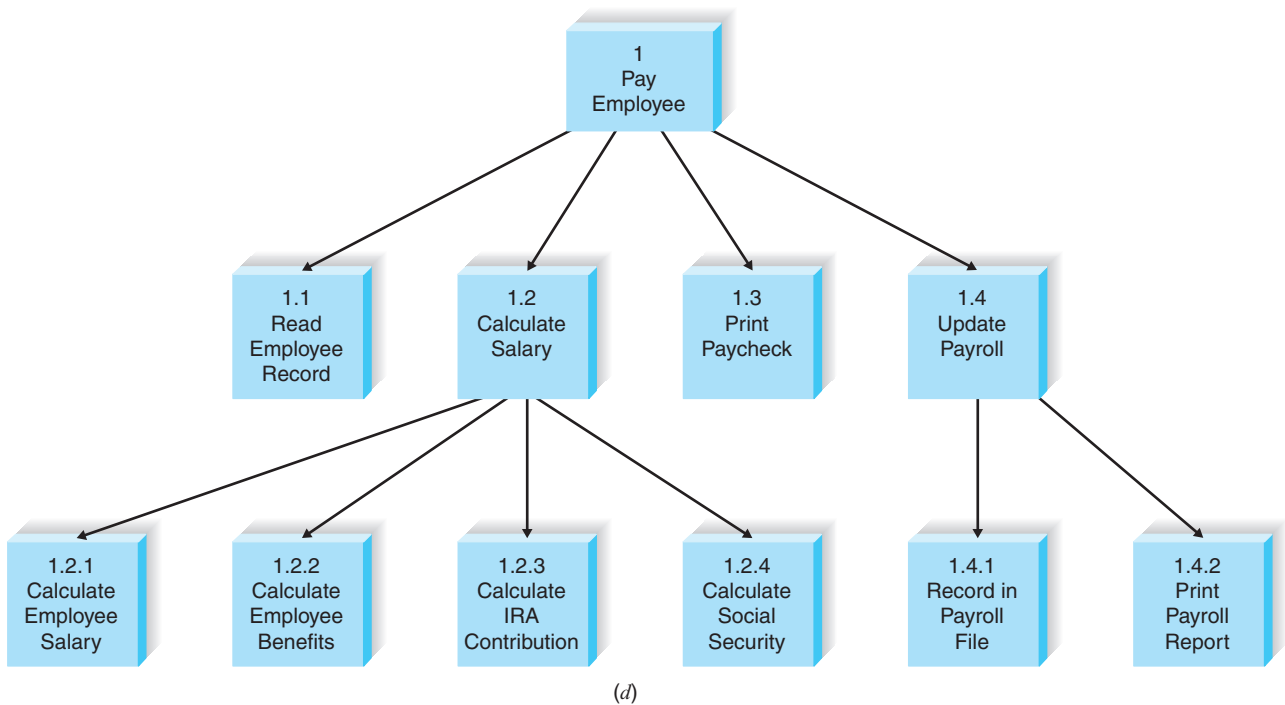 1
Pay
Employee
1.1
Read
Employee
Record
1.2
Calculate
Salary
1.3
Print
Paycheck
1.4
Update
Payroll
1.2.1
Calculate
Employee
Salary
1.2.2
Calculate
Employee
Benefits
1.2.3
Calculate
IRA
Contribution
1.2.4
Calculate
Social
Security
1.4.1
Record in
Payroll
File
1.4.2
Print
Payroll
Report
(d)